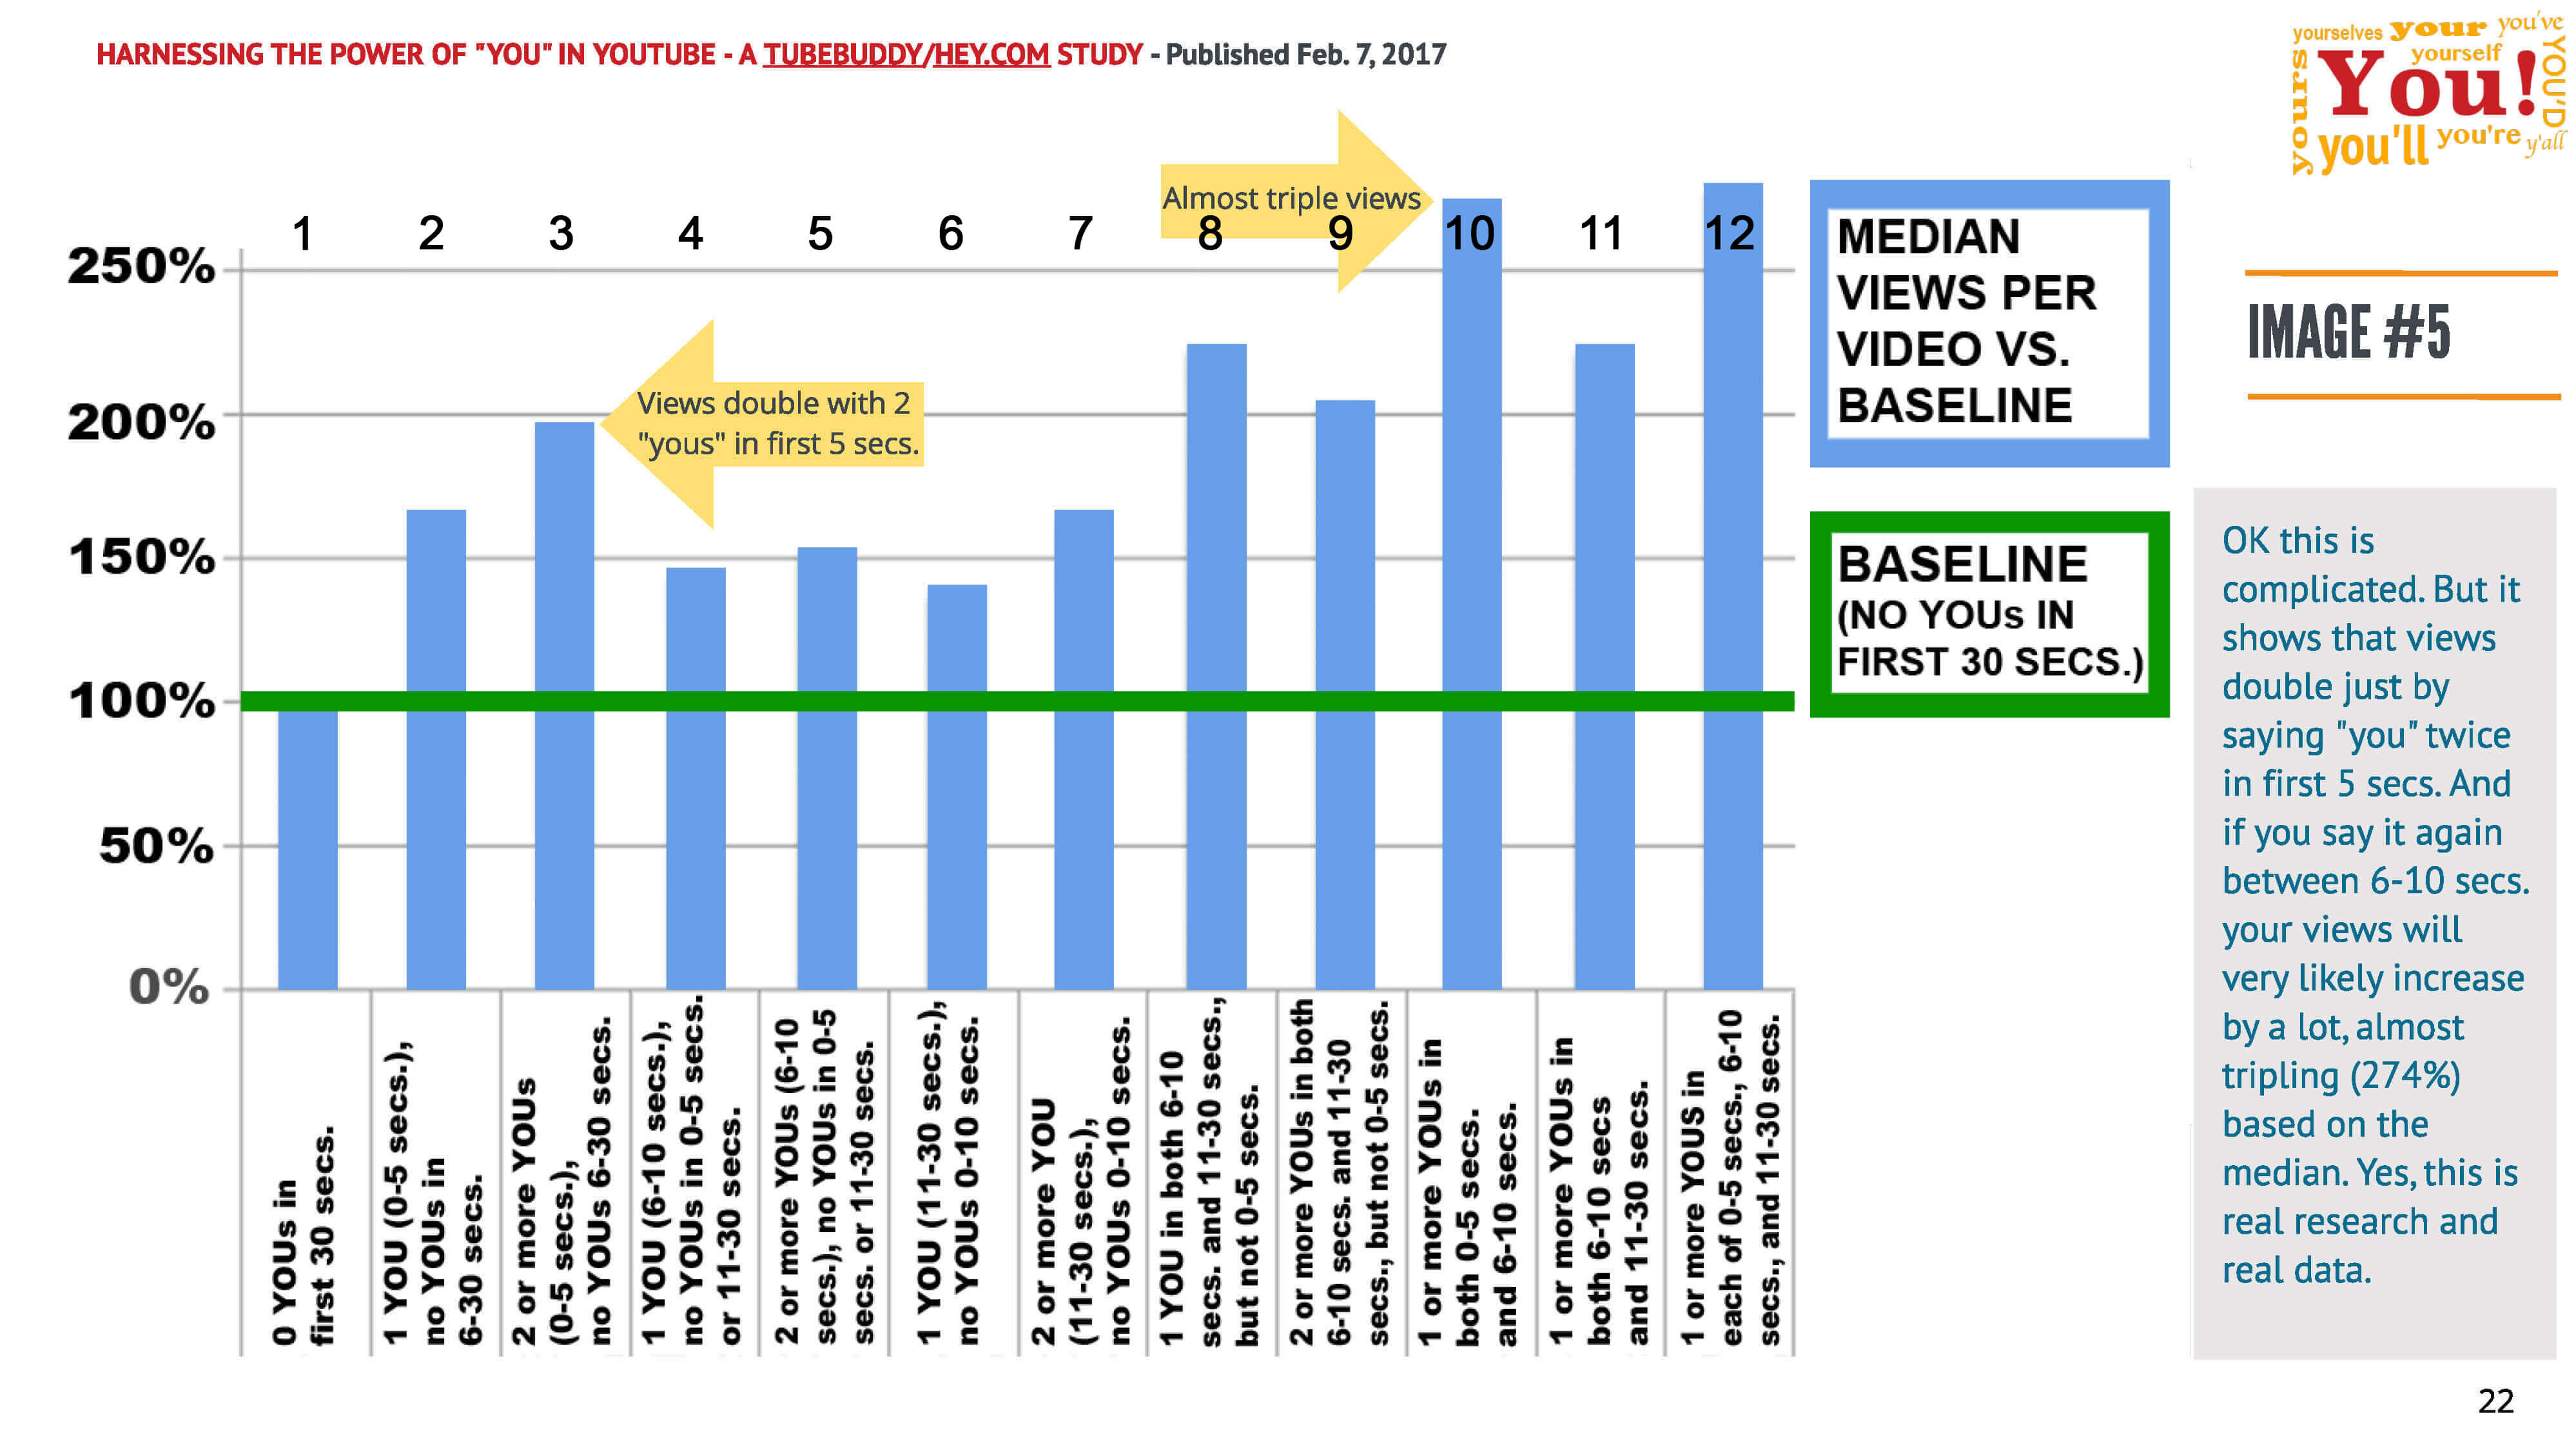 HARNESSING THE POWER OF "YOU" IN YOUTUBE - A TUBEBUDDY/HEY.COM STUDY - Published Feb. 7, 2017
yourselves your you've
yourself
yours You! YOU'D
you'll you're y'all
Almost triple views
1 2 3 4 5 6 7 8 9 10 11 12
250%
200%
150%
100%
50%
0%
Views double with 2
"yous" in first 5 secs.
MEDIAN
VIEWS PER
VIDEO VS.
BASELINE
BASELINE
(NO YOUs IN
FIRST 30 SECS.)
0 YOUs in
first 30 secs.
1 YOU (0-5 secs.),
no YOUs in
6-30 secs.
2 or more YOUs
(0-5 secs.),
no YOUs 6-30 secs.
1 YOU (6-10 secs.),
no YOUs in 0-5 secs.
or 11-30 secs.
2 or more YOUs (6-10
secs.), no YOUs in 0-5
secs. or 11-30 secs.
1 YOU (11-30 secs.),
no YOUs 0-10 secs.
2 or more YOU
(11-30 secs.),
no YOUs 0-10 secs.
1 YOU in both 6-10
secs. and 11-30 secs.,
but not 0-5 secs.
2 or more YOUs in both
6-10 secs. and 11-30
secs., but not 0-5 secs.
1 or more YOUs in
both 0-5 secs.
and 6-10 secs.
1 or more YOUs in
both 6-10 secs
and 11-30 secs.
1 or more YOUS in
each of 0-5 secs., 6-10
secs., and 11-30 secs.
IMAGE #5
OK this is
complicated. But it
shows that views
double just by
saying "you" twice
in first 5 secs. And
if you say it again
between 6-10 secs.
your views will
very likely increase
by a lot, almost
tripling (274%)
based on the
median. Yes, this is
real research and
real data.
22